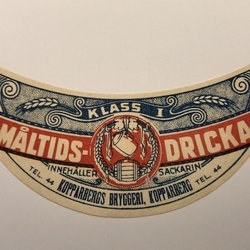 KLASS I
MÅLTIDS-DRICKA
INNEHÅLLER SACKARIN
TEL. 44 KOPPARBERGS BRYGGERI, KOPPARBERG TEL. 44